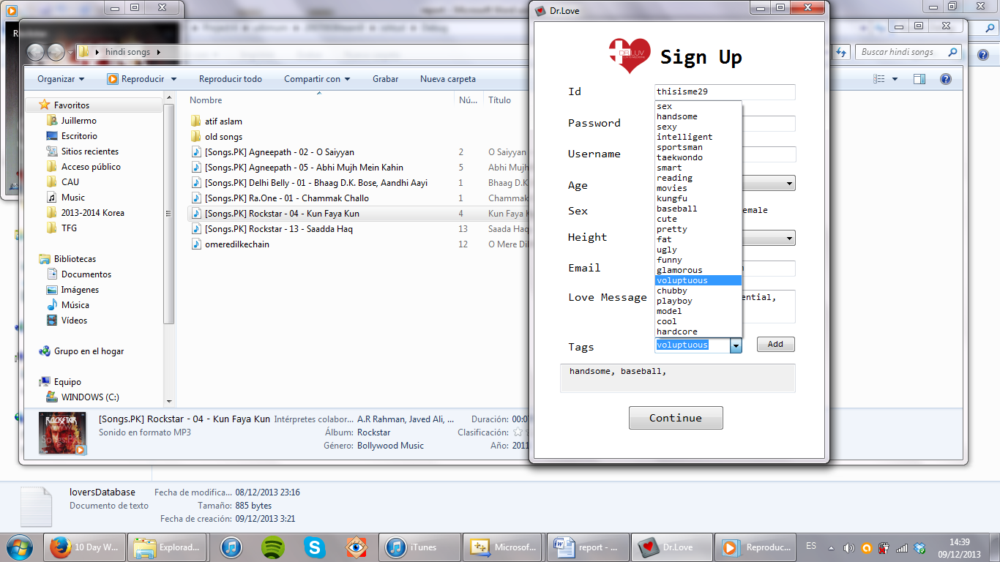 Dr.Love
hindi songs
Buscar hindi songs
Organizar
Reproducir
Reproducir todo
Compartir con
Grabar
Nueva carpeta
Favoritos
Juillermo
Escritorio
Sitios recientes
Acceso público
CAU
Music
2013-2014 Korea
TFG
Bibliotecas
Documentos
Imágenes
Música
Vídeos
Grupo en el hogar
Equipo
WINDOWS (C:)
Nombre Nú... Título
atif aslam
old songs
[Songs.PK] Agneepath - 02 - O Saiyyan 2 O Saiyyan
[Songs.PK] Agneepath - 05 - Abhi Mujh Mein Kahin 5 Abhi Mujh
[Songs.PK] Delhi Belly - 01 - Bhaag D.K. Bose, Aandhi Aayi 1 Bhaag D.K
[Songs.PK] Ra.One - 01 - Chammak Challo 1 Chammak
[Songs.PK] Rockstar - 04 - Kun Faya Kun 4 Kun Faya K
[Songs.PK] Rockstar - 13 - Saadda Haq 13 Saada Haq
omeredilkechain 12 O Mere Dil
ROCKSTAR
Songs.PK
[Songs.PK] Rockstar - 04 - Kun Faya Kun
Sonido en formato MP3
Intérpretes colabor... A.R Rahman, Javed Ali, ...
Álbum: Rockstar
Género: Bollywood Music
Duración: 00:0
Clasificación:
Año: 2011
DR.LUV
Sign Up
Id thisisme29
Password
Username
Age
Sex emale
Height
Email
Love Message ential,
Tags voluptuous Add
sex
handsome
sexy
intelligent
sportsman
taekwondo
smart
reading
movies
kungfu
baseball
cute
pretty
fat
ugly
funny
glamorous
voluptuous
chubby
playboy
model
cool
hardcore
handsome, baseball,
Continue
loversDatabase
Documento de texto
Fecha de modifica... 08/12/2013 23:16
Tamaño: 885 bytes
Fecha de creación: 09/12/2013 3:21
10 Day W...
Explorad...
iTunes
Microsof...
report - ...
Dr.Love
Reproduc...
ES
14:39
09/12/2013